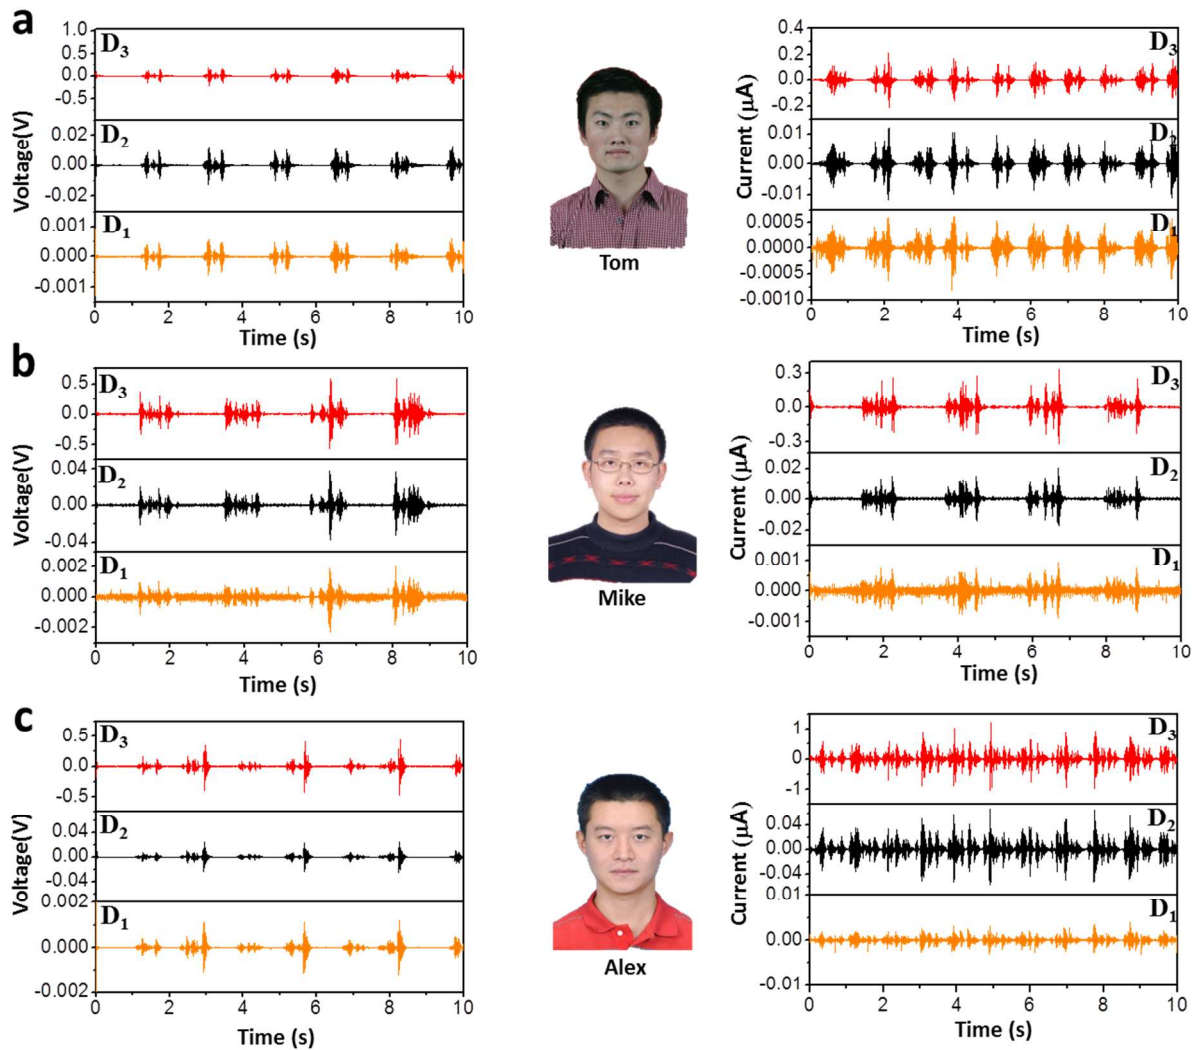 a
Voltage(V)
1.0
0.5
0.0
-0.5
D3
0.02
0.00
-0.02
D2
0.001
0.000
-0.001
D1
0 2 4 6 8 10
Time (s)
Tom
Current (µA)
0.4
0.2
0.0
-0.2
D3
0.01
0.00
-0.01
D2
0.0005
0.0000
-0.0005
-0.0010
D1
0 2 4 6 8 10
Time (s)
b
Voltage(V)
0.5
0.0
-0.5
D3
0.04
0.00
-0.04
D2
0.002
0.000
-0.002
D1
0 2 4 6 8 10
Time (s)
Mike
Current (µA)
0.3
0.0
-0.3
D3
0.02
0.00
-0.02
D2
0.001
0.000
-0.001
D1
0 2 4 6 8 10
Time (s)
c
Voltage(V)
0.5
0.0
-0.5
D3
0.04
0.00
-0.04
D2
0.002
0.000
-0.002
D1
0 2 4 6 8 10
Time (s)
Alex
Current (µA)
1
0
-1
D3
0.04
0.00
-0.04
D2
0.01
0.00
-0.01
D1
0 2 4 6 8 10
Time (s)